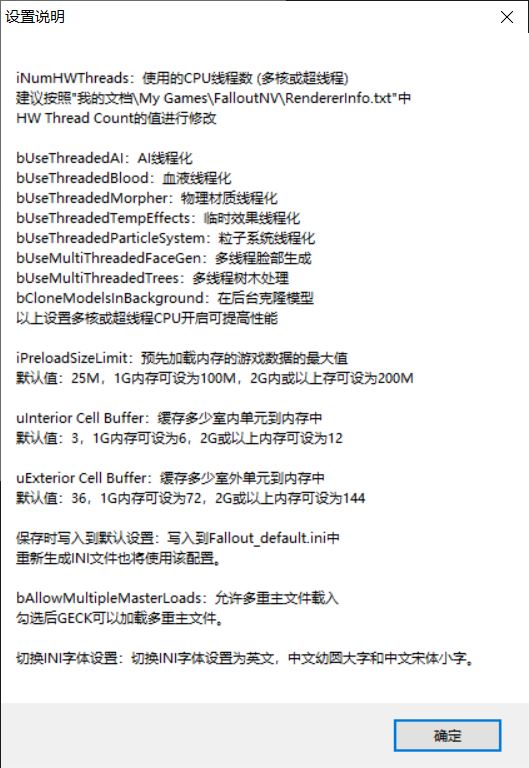 设置说明
iNumHWThreads：使用的CPU线程数 (多核或超线程)
建议按照"我的文档\My Games\FalloutNV\RendererInfo.txt"中
HW Thread Count的值进行修改
bUseThreadedAI：AI线程化
bUseThreadedBlood：血液线程化
bUseThreadedMorpher：物理材质线程化
bUseThreadedTempEffects：临时效果线程化
bUseThreadedParticleSystem：粒子系统线程化
bUseMultiThreadedFaceGen：多线程脸部生成
bUseMultiThreadedTrees：多线程树木处理
bCloneModelsInBackground：在后台克隆模型
以上设置多核或超线程CPU开启可提高性能
iPreloadSizeLimit：预先加载内存的游戏数据的最大值
默认值：25M，1G内存可设为100M，2G内或以上存可设为200M
uInterior Cell Buffer：缓存多少室内单元到内存中
默认值：3，1G内存可设为6，2G或以上内存可设为12
uExterior Cell Buffer：缓存多少室外单元到内存中
默认值：36，1G内存可设为72，2G或以上内存可设为144
保存时写入到默认设置：写入到Fallout_default.ini中
重新生成INI文件也将使用该配置。
bAllowMultipleMasterLoads：允许多重主文件载入
勾选后GECK可以加载多重主文件。
切换INI字体设置：切换INI字体设置为英文，中文幼圆大字和中文宋体小字。
确定